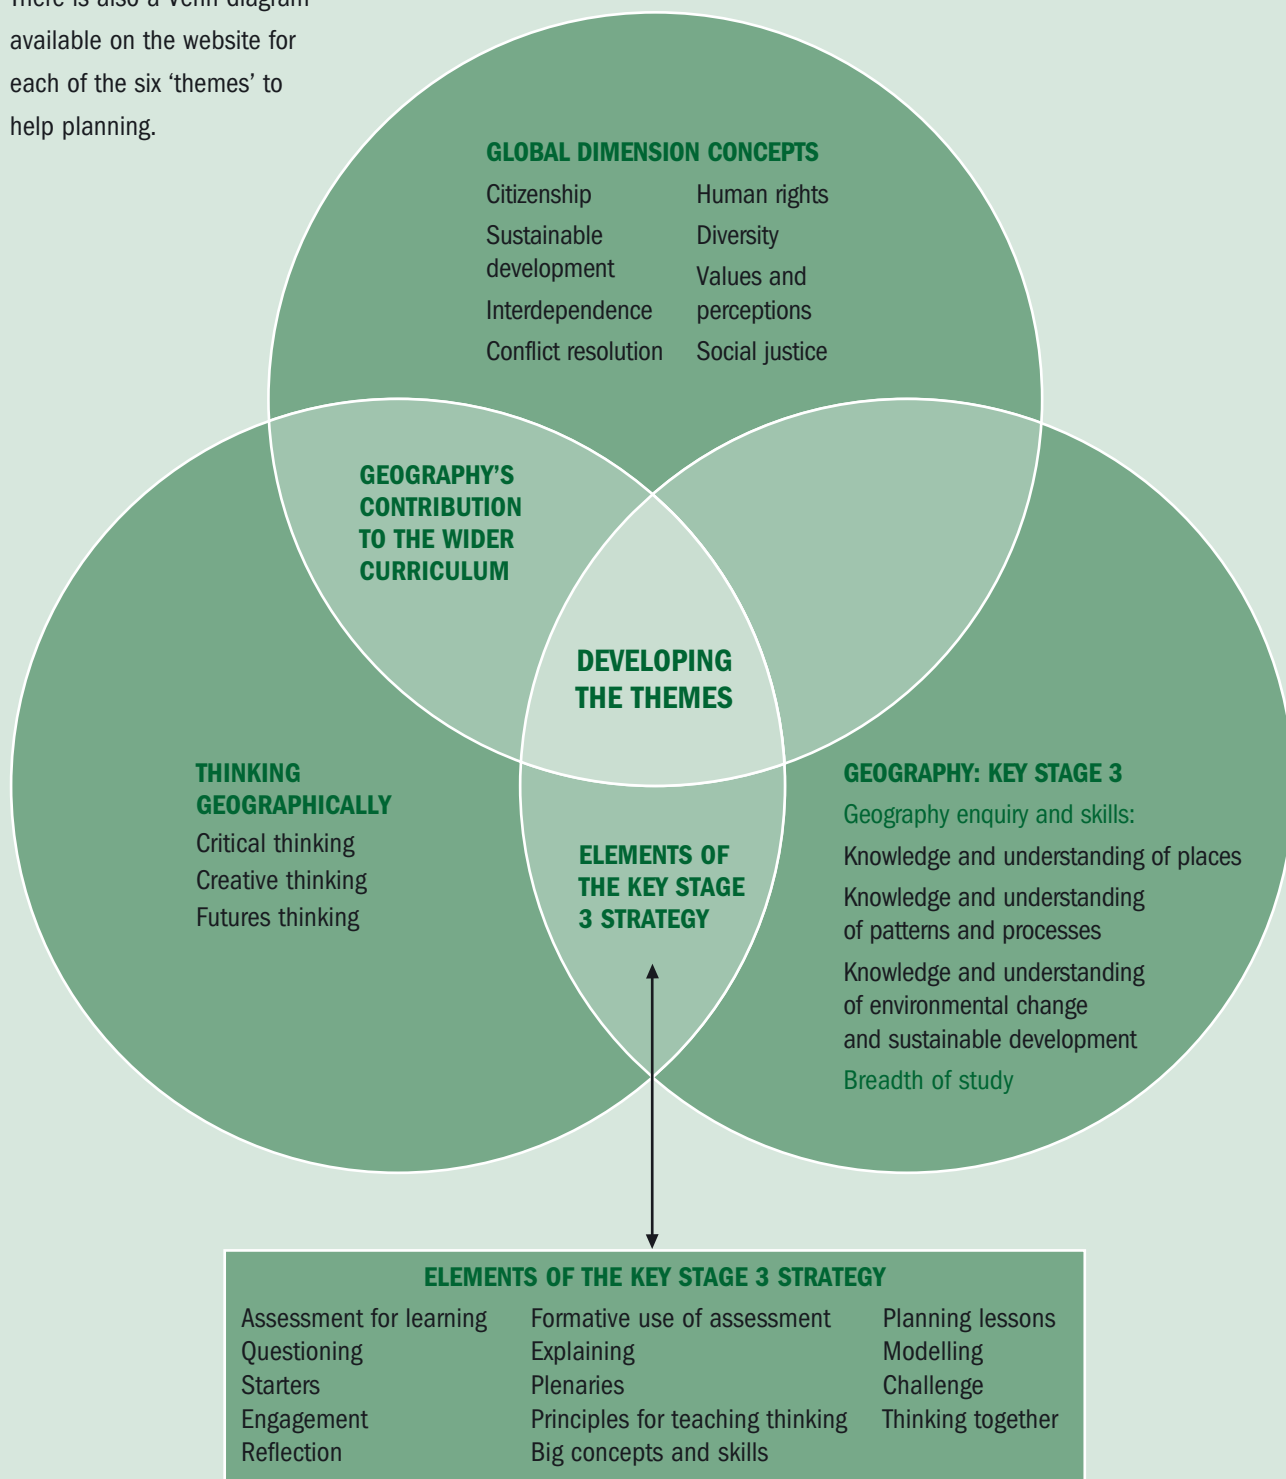 There is also a Venn diagram
available on the website for
each of the six ‘themes’ to
help planning.
GLOBAL DIMENSION CONCEPTS
Citizenship
Sustainable
development
Interdependence
Conflict resolution
Human rights
Diversity
Values and
perceptions
Social justice
GEOGRAPHY’S
CONTRIBUTION
TO THE WIDER
CURRICULUM
DEVELOPING
THE THEMES
THINKING
GEOGRAPHICALLY
Critical thinking
Creative thinking
Futures thinking
ELEMENTS OF
THE KEY STAGE
3 STRATEGY
GEOGRAPHY: KEY STAGE 3
Geography enquiry and skills:
Knowledge and understanding of places
Knowledge and understanding
of patterns and processes
Knowledge and understanding
of environmental change
and sustainable development
Breadth of study
ELEMENTS OF THE KEY STAGE 3 STRATEGY
Assessment for learning
Questioning
Starters
Engagement
Reflection
Formative use of assessment
Explaining
Plenaries
Principles for teaching thinking
Big concepts and skills
Planning lessons
Modelling
Challenge
Thinking together